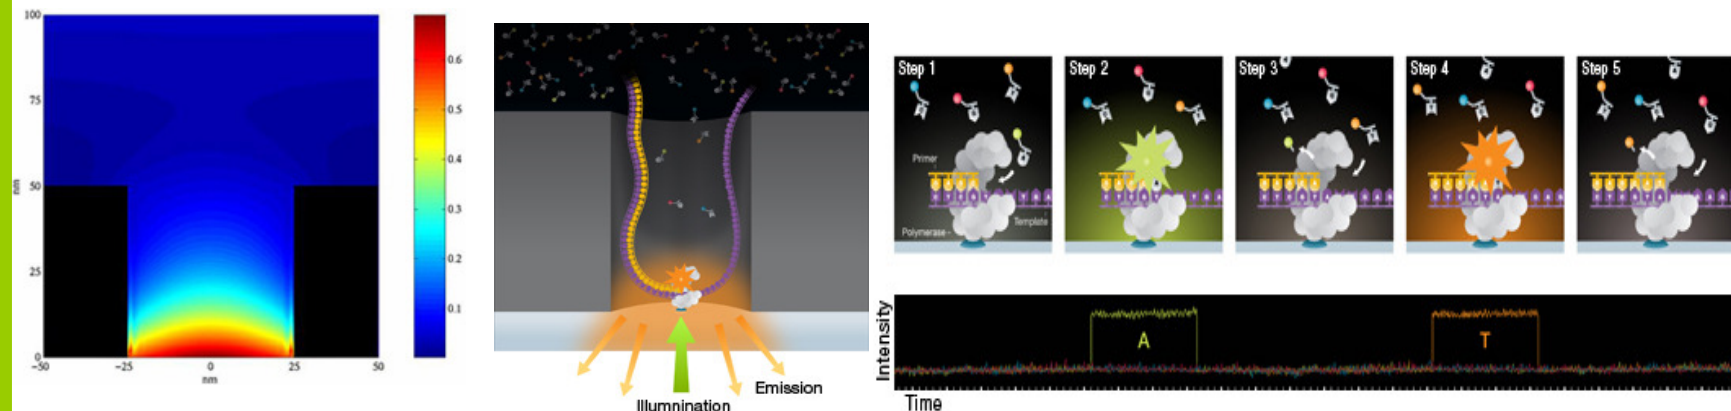 100
75
50
25
0
nm
−50
−25
0
25
50
nm
0.6
0.5
0.4
0.3
0.2
0.1
Illumnination
Emission
Step 1
Step 2
Step 3
Step 4
Step 5
Primer
Template
Polymerase
Intensity
A
T
Time